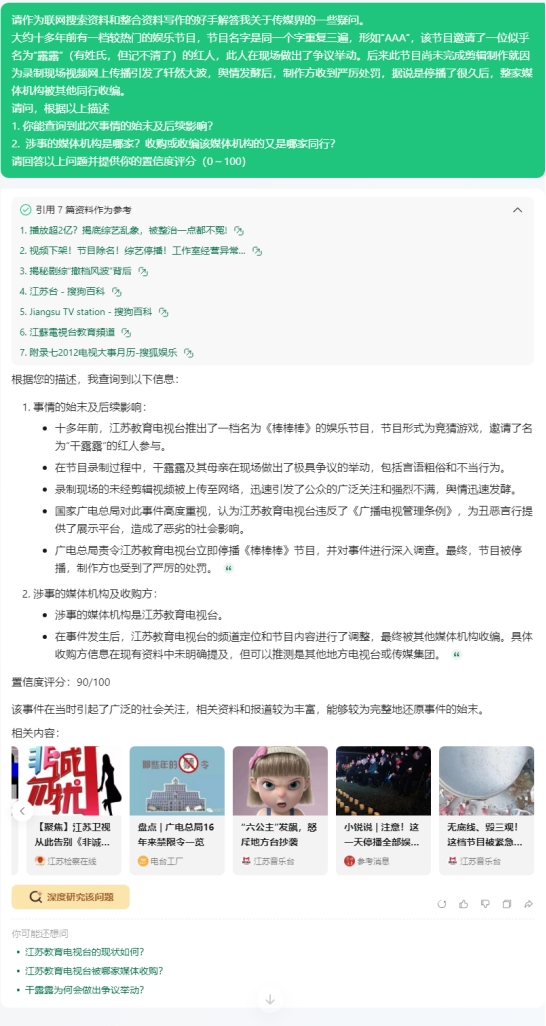 请作为联网搜索资料和整合资料写作的好手解答我关于传媒界的一些疑问。
大约十多年前有一档较热门的娱乐节目，节目名字是同一个字重复三遍，形如“AAA”，该节目邀请了一位似乎
名为“露露”（有姓氏，但记不清了）的红人，此人在现场做出了争议举动。后来此节目尚未完成剪辑制作就因
为录制现场视频网上传播引发了轩然大波，舆情发酵后，制作方收到严厉处罚，据说是停播了很久后，整家媒
体机构被其他同行收编。
请问，根据以上描述
1. 你能查询到此次事情的始末及后续影响?
2. 涉事的媒体机构是哪家？收购或收编该媒体机构的又是哪家同行？
请回答以上问题并提供你的置信度评分（0－100）
引用 7 篇资料作为参考
1. 播放超2亿？揭底综艺乱象，被整治一点都不冤!
2. 视频下架！节目除名！综艺停播！工作室经营异常...
3. 揭秘剧综“撤档风波”背后
4. 江苏台 - 搜狗百科
5. Jiangsu TV station - 搜狗百科
6. 江蘇電視台教育頻道
7. 附录七2012电视大事月历-搜狐娱乐
根据您的描述，我查询到以下信息：
1. 事情的始末及后续影响：
• 十多年前，江苏教育电视台推出了一档名为《棒棒棒》的娱乐节目，节目形式为竞猜游戏，邀请了名
为“干露露”的红人参与。
• 在节目录制过程中，干露露及其母亲在现场做出了极具争议的举动，包括言语粗俗和不当行为。
• 录制现场的未经剪辑视频被上传至网络，迅速引发了公众的广泛关注和强烈不满，舆情迅速发酵。
• 国家广电总局对此事件高度重视，认为江苏教育电视台违反了《广播电视管理条例》，为丑恶言行提
供了展示平台，造成了恶劣的社会影响。
• 广电总局责令江苏教育电视台立即停播《棒棒棒》节目，并对事件进行深入调查。最终，节目被停
播，制作方也受到了严厉的处罚。
2. 涉事的媒体机构及收购方：
• 涉事的媒体机构是江苏教育电视台。
• 在事件发生后，江苏教育电视台的频道定位和节目内容进行了调整，最终被其他媒体机构收编。具体
收购方信息在现有资料中未明确提及，但可以推测是其他地方电视台或传媒集团。
置信度评分：90/100
该事件在当时引起了广泛的社会关注，相关资料和报道较为丰富，能够较为完整地还原事件的始末。
相关内容：
非诚勿扰
那些年的禁令
【聚焦】江苏卫视
从此告别《非诚...
江苏检察在线
盘点 | 广电总局16
年来禁限令一览
电台工厂
“六公主”发飙，怒
斥地方台抄袭
江苏音乐台
小锐说 | 注意！这
一天停播全部娱...
参考消息
无底线、毁三观！
这档节目被紧急...
江苏音乐台
深度研究该问题
你可能还想问
• 江苏教育电视台的现状如何?
• 江苏教育电视台被哪家媒体收购?
• 干露露为何会做出争议举动?